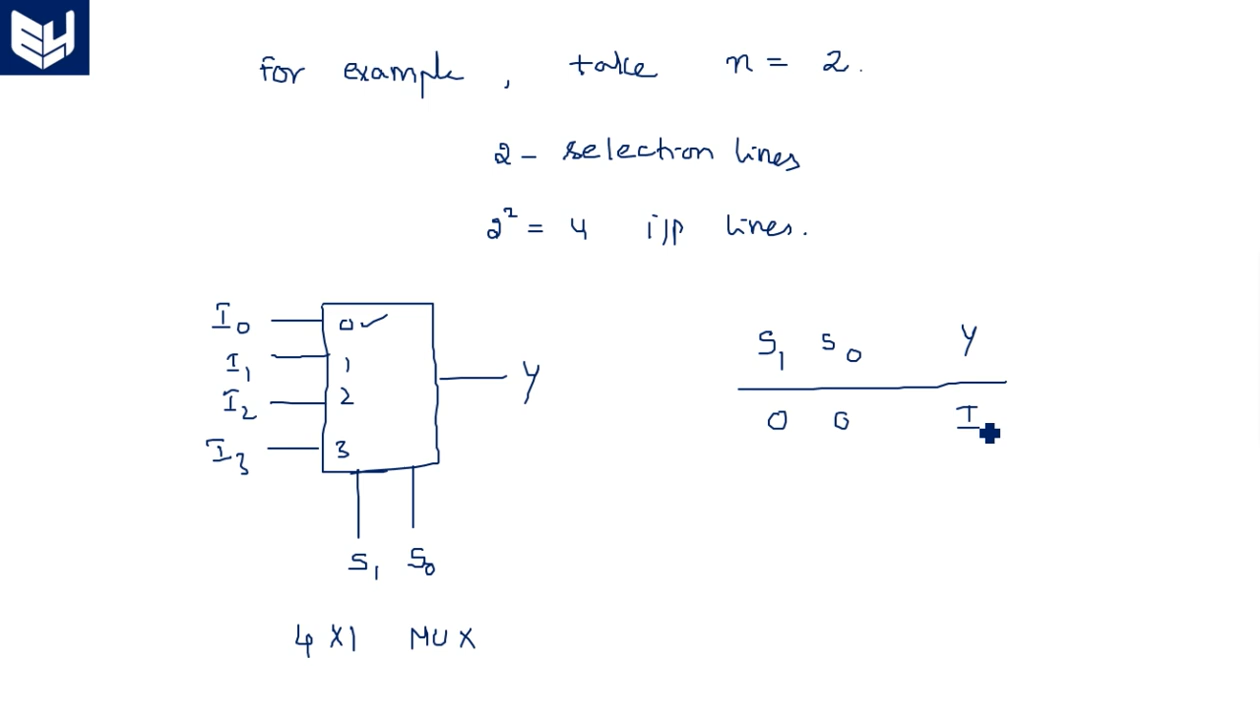 for example, take n = 2.
2 - selection lines
2² = 4 i/p lines.
I₀ 0
I₁ 1
I₂ 2
I₃ 3
Y
S₁ S₀
4 X 1 MUX
S₁ S₀ Y
0 0 I